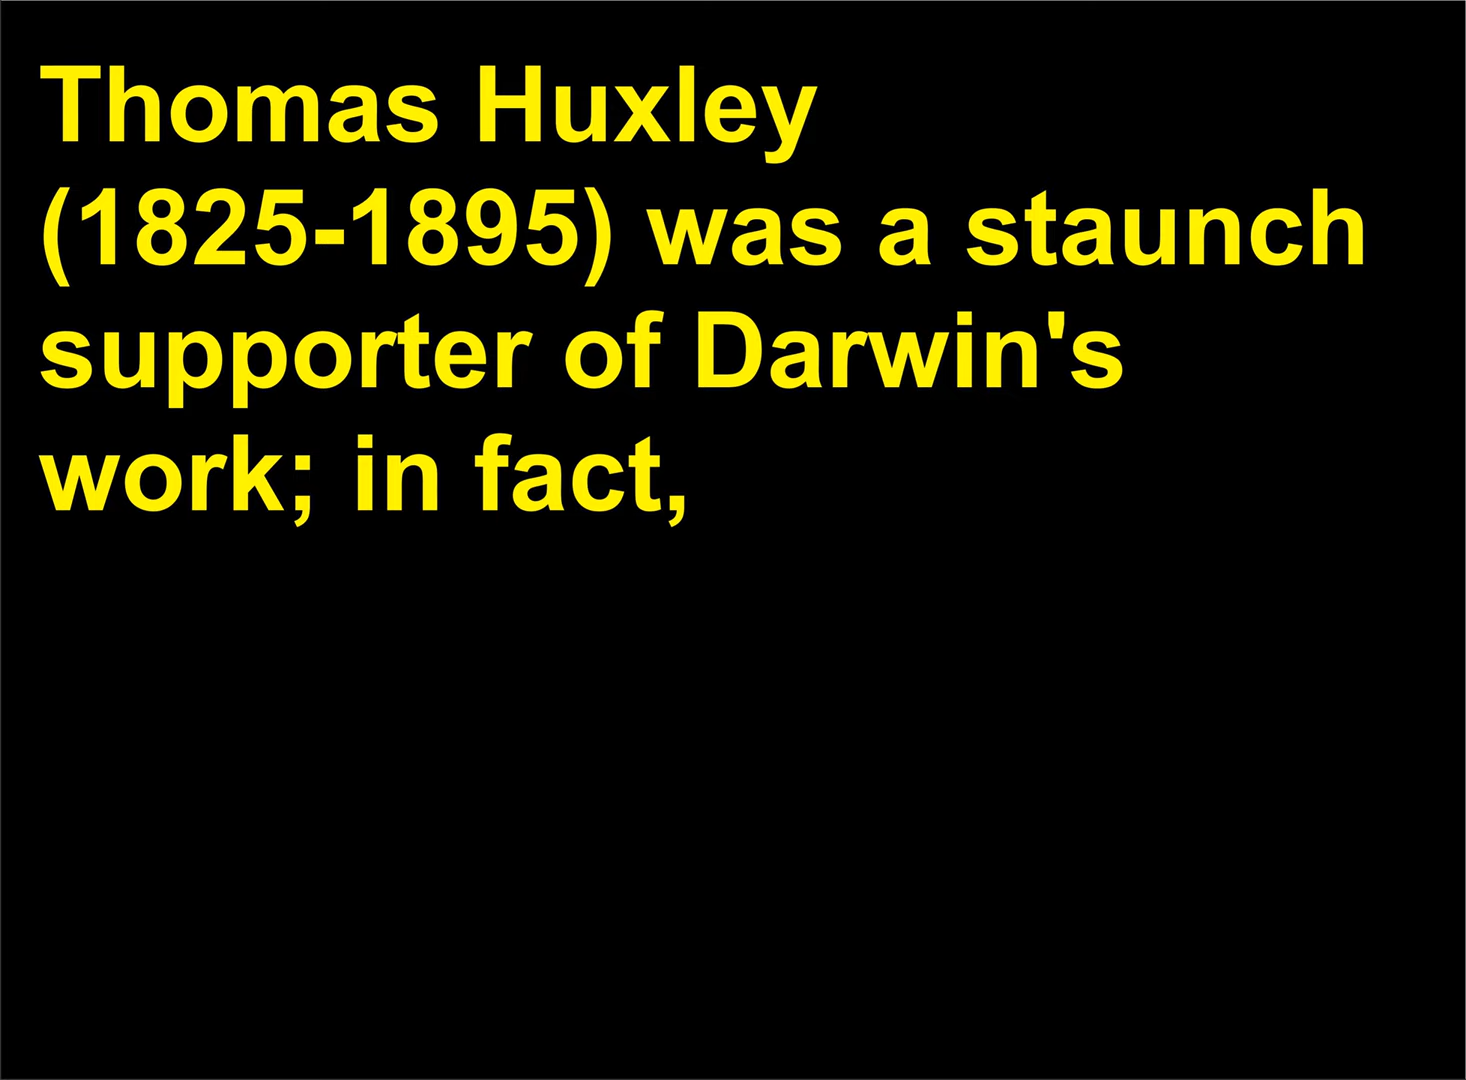 Thomas Huxley
(1825-1895) was a staunch
supporter of Darwin's
work; in fact,